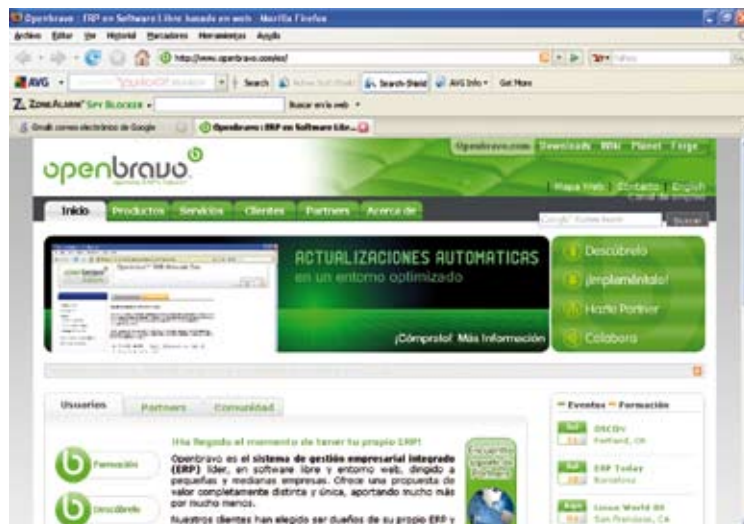 Openbravo : ERP en Software Libre basado en web - Mozilla Firefox
Archivo Editar Ver Historial Marcadores Herramientas Ayuda
http://www.openbravo.com/es/
AVG Search Search-Shield AVG Info Get More
ZoneAlarm Spy Blocker Buscar en la web
Gmail: correo electrónico de Google Openbravo : ERP en Software Libr...
Openbravo.com Downloads Wiki Planet Forge
openbravo
Mapa Web Contacto English
Canal de empleo
Inicio Productos Servicios Clientes Partners Acerca de
Buscar
ACTUALIZACIONES AUTOMATICAS
en un entorno optimizado
¡Cómpralo! Más Información
Descúbrelo
¡Impleméntalo!
Hazte Partner
Colabora
Usuarios Partners Comunidad
Eventos Formación
¡Ha llegado el momento de tener tu propio ERP!
Formación
Openbravo es el sistema de gestión empresarial integrado
(ERP) líder, en software libre y entorno web, dirigido a
pequeñas y medianas empresas. Ofrece una propuesta de
valor completamente distinta y única, aportando mucho más
por mucho menos.
Descúbrelo
Nuestros clientes han elegido ser dueños de su propio ERP y
Encuentra
OSCON
Portland, OR
ERP Today
Barcelona
Linux World
San Francisco, CA